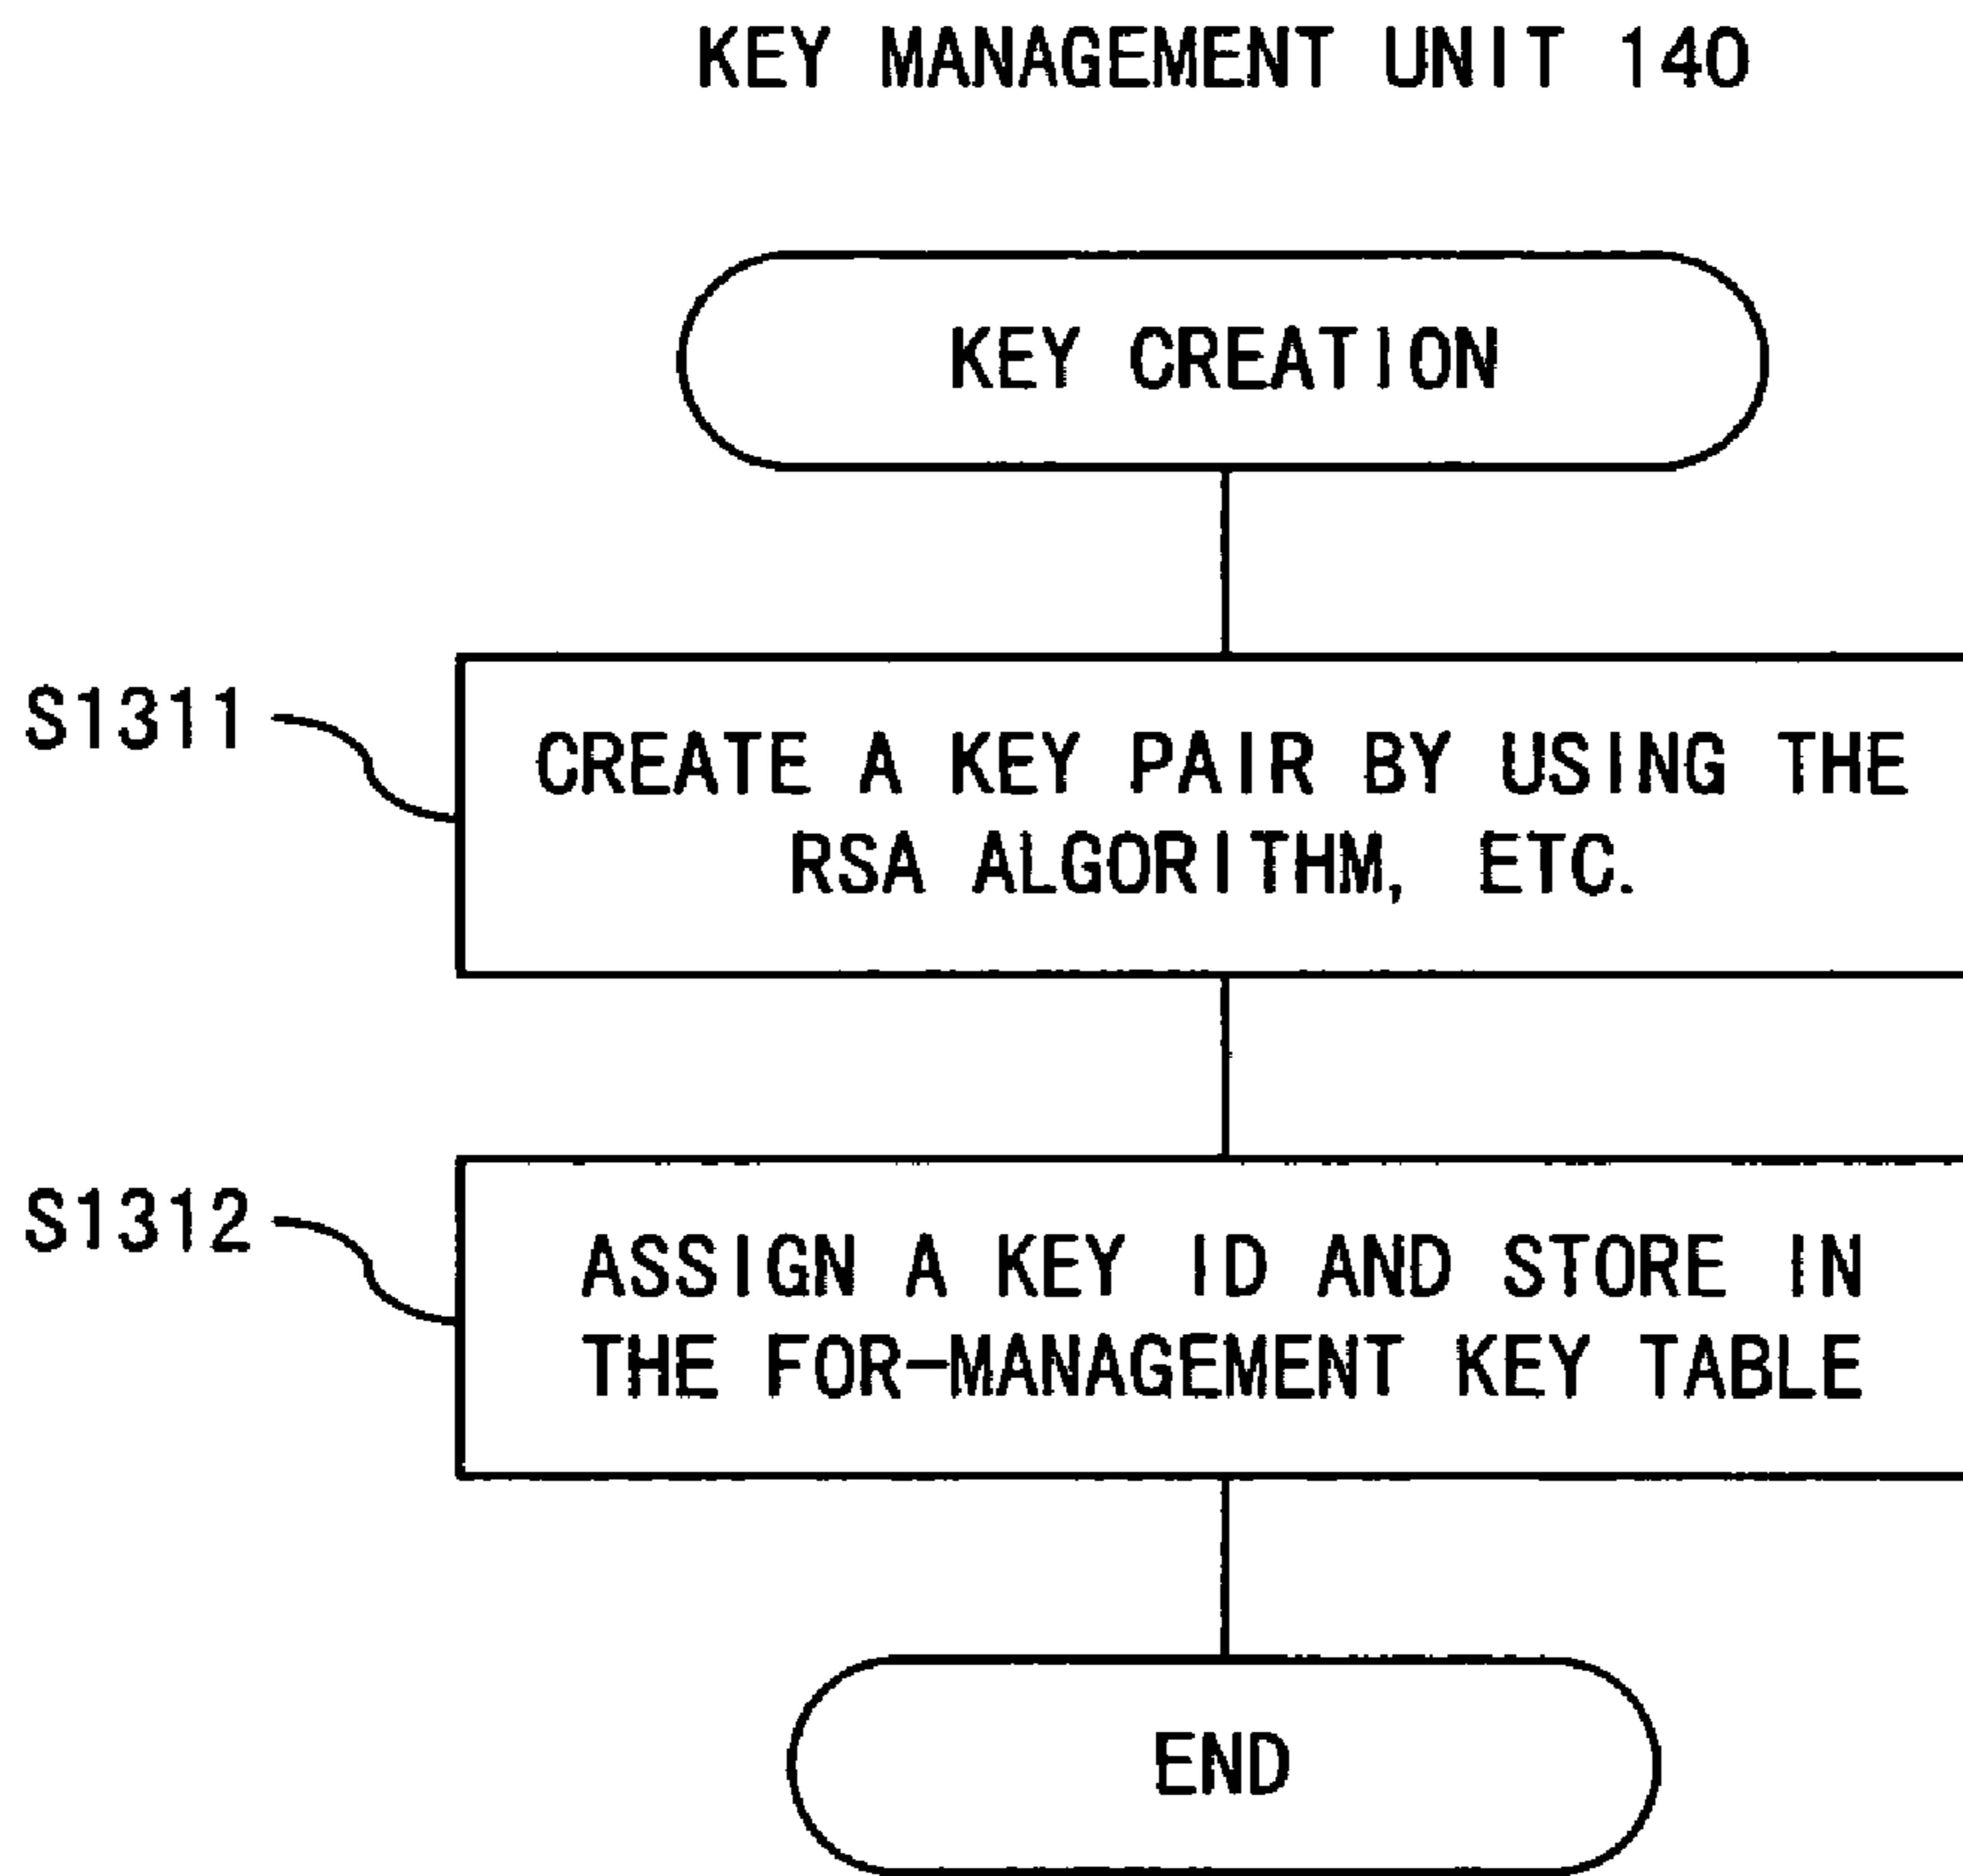 KEY MANAGEMENT UNIT 140
KEY CREATION
S1311
CREATE A KEY PAIR BY USING THE
RSA ALGORITHM, ETC.
S1312
ASSIGN A KEY ID AND STORE IN
THE FOR-MANAGEMENT KEY TABLE
END